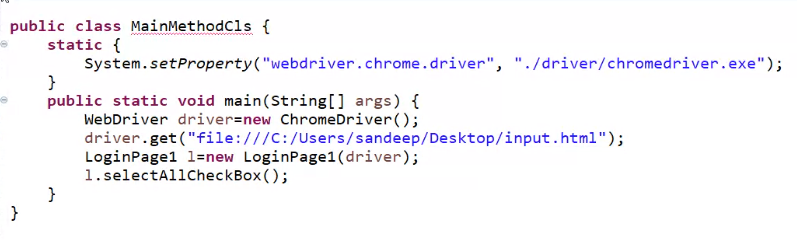 public class MainMethodCls {
static {
System.setProperty("webdriver.chrome.driver", "./driver/chromedriver.exe");
}
public static void main(String[] args) {
WebDriver driver=new ChromeDriver();
driver.get("file:///C:/Users/sandeep/Desktop/input.html");
LoginPage1 l=new LoginPage1(driver);
l.selectAllCheckBox();
}
}